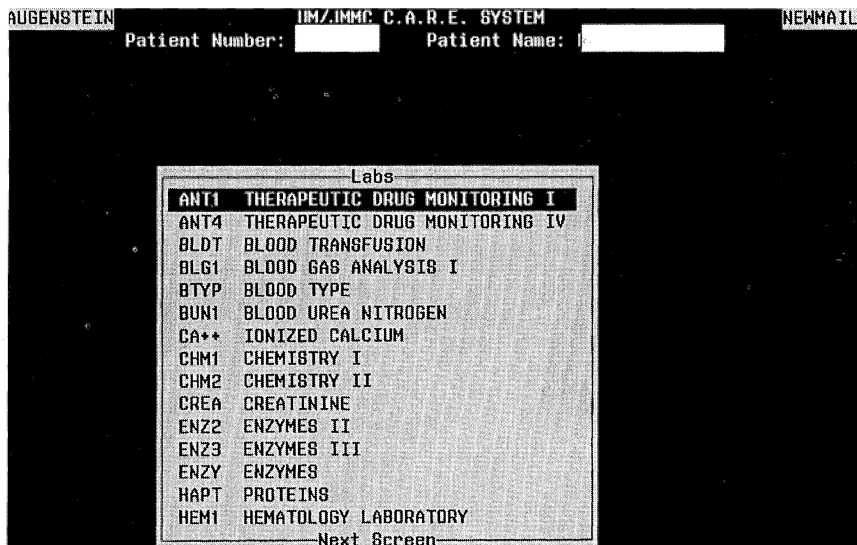 AUGENSTEIN UM/JMMC C.A.R.E. SYSTEM NEWMAIL
Patient Number: Patient Name:
Labs
ANT1 THERAPEUTIC DRUG MONITORING I
ANT4 THERAPEUTIC DRUG MONITORING IV
BLDT BLOOD TRANSFUSION
BLG1 BLOOD GAS ANALYSIS I
BTYP BLOOD TYPE
BUN1 BLOOD UREA NITROGEN
CA++ IONIZED CALCIUM
CHM1 CHEMISTRY I
CHM2 CHEMISTRY II
CREA CREATININE
ENZ2 ENZYMES II
ENZ3 ENZYMES III
ENZY ENZYMES
HAPT PROTEINS
HEM1 HEMATOLOGY LABORATORY
Next Screen